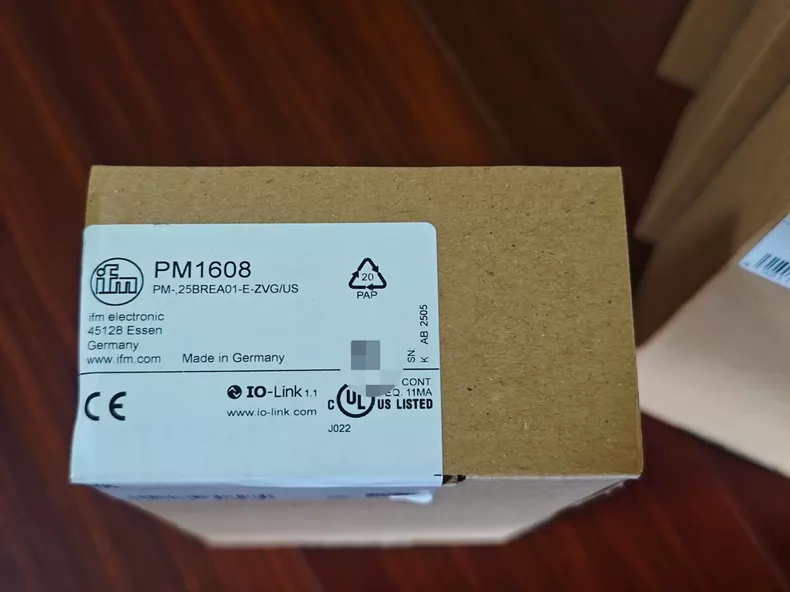 ifm
PM1608
PM-,25BREA01-E-ZVG/US
ifm electronic
45128 Essen
Germany
www.ifm.com
Made in Germany
20
PAP
SN:
K AB 2505
CE
IO-Link 1.1
www.io-link.com
C UL US LISTED
CONT.
EQ. 11MA
J022